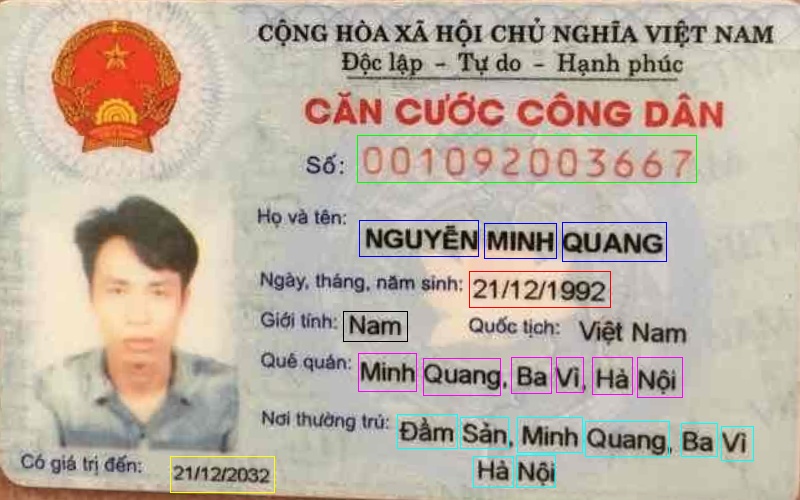 CỘNG HÒA XÃ HỘI CHỦ NGHĨA VIỆT NAM
Độc lập - Tự do - Hạnh phúc
CĂN CƯỚC CÔNG DÂN
Số: 001092003667
Họ và tên: NGUYỄN MINH QUANG
Ngày, tháng, năm sinh: 21/12/1992
Giới tính: Nam Quốc tịch: Việt Nam
Quê quán: Minh Quang, Ba Vì, Hà Nội
Nơi thường trú: Đầm Sản, Minh Quang, Ba Vì
Hà Nội
Có giá trị đến: 21/12/2032